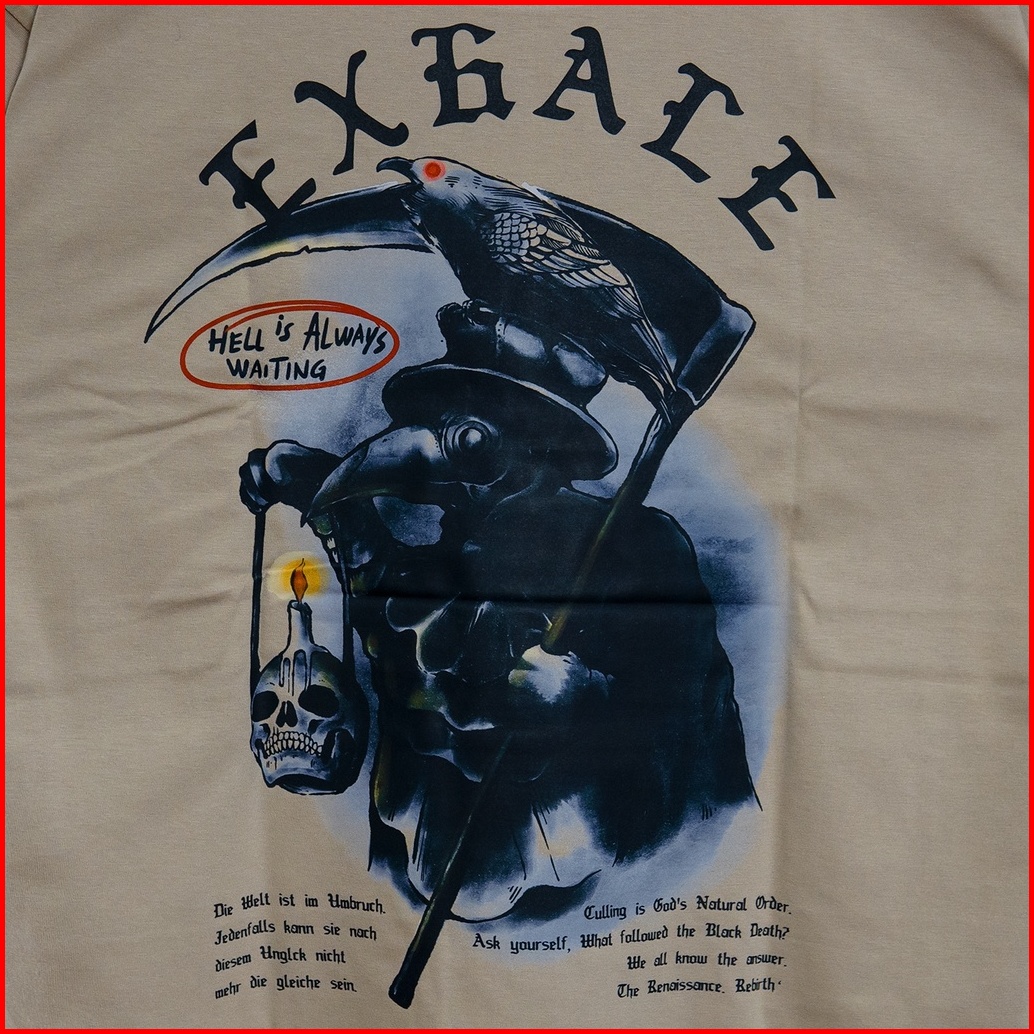 EXHALE
HELL is ALWAYS
WAiTING
Die Welt ist im Umbruch.
Jedenfalls kann sie nach
diesem Unglck nicht
mehr die gleiche sein.
Culling is God's Natural Order.
Ask yourself, What followed the Black Death?
We all know the answer.
The Renaissance. Rebirth